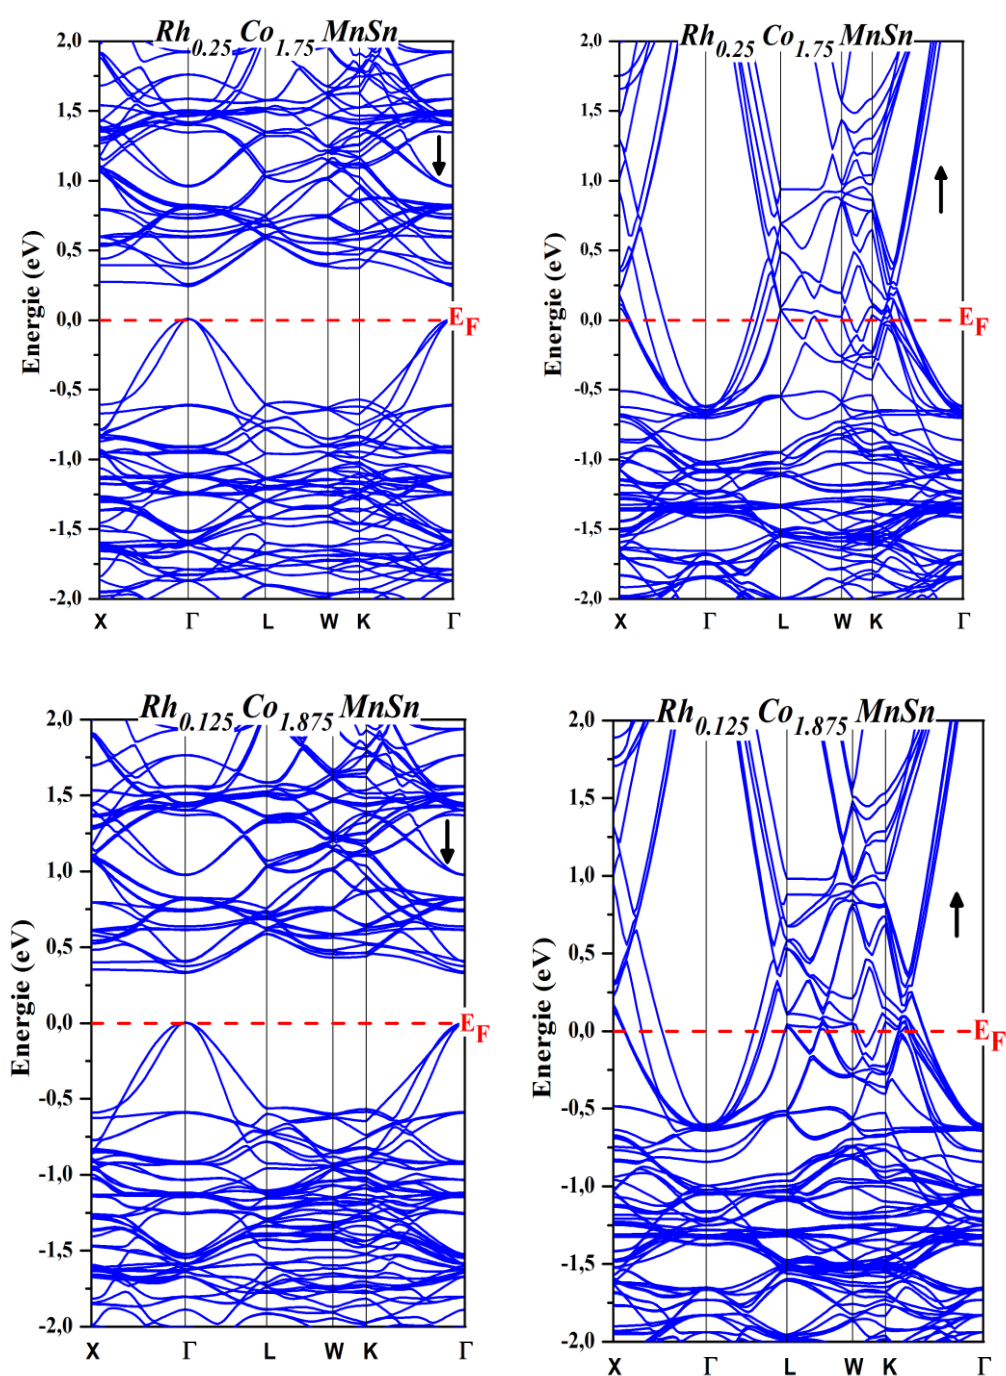 Rh0.25Co1.75MnSn
Energie (eV)
2,0
1,5
1,0
0,5
0,0
-0,5
-1,0
-1,5
-2,0
EF
X Γ L W K Γ
Rh0.25Co1.75MnSn
Energie (eV)
2,0
1,5
1,0
0,5
0,0
-0,5
-1,0
-1,5
-2,0
EF
X Γ L W K Γ
Rh0.125Co1.875MnSn
Energie (eV)
2,0
1,5
1,0
0,5
0,0
-0,5
-1,0
-1,5
-2,0
EF
X Γ L W K Γ
Rh0.125Co1.875MnSn
Energie (eV)
2,0
1,5
1,0
0,5
0,0
-0,5
-1,0
-1,5
-2,0
EF
X Γ L W K Γ